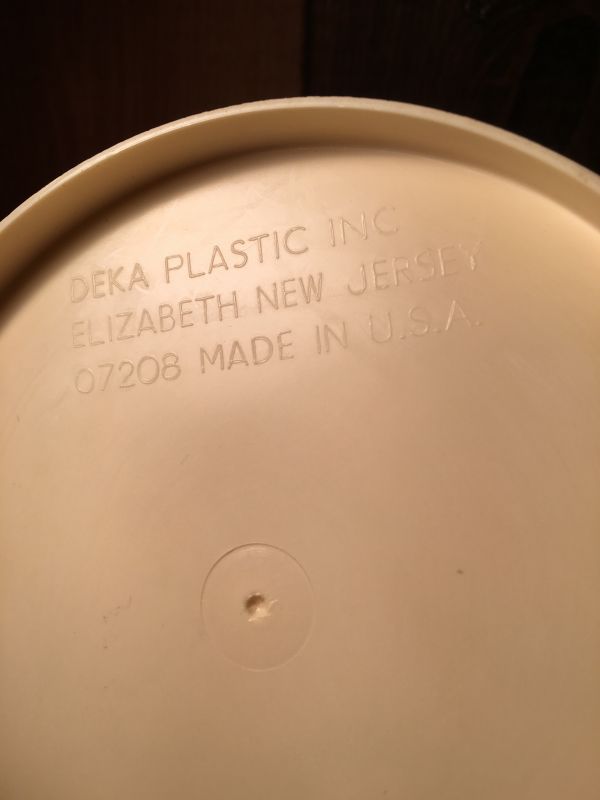 DEKA PLASTIC INC
ELIZABETH NEW JERSEY
07208 MADE IN U.S.A.